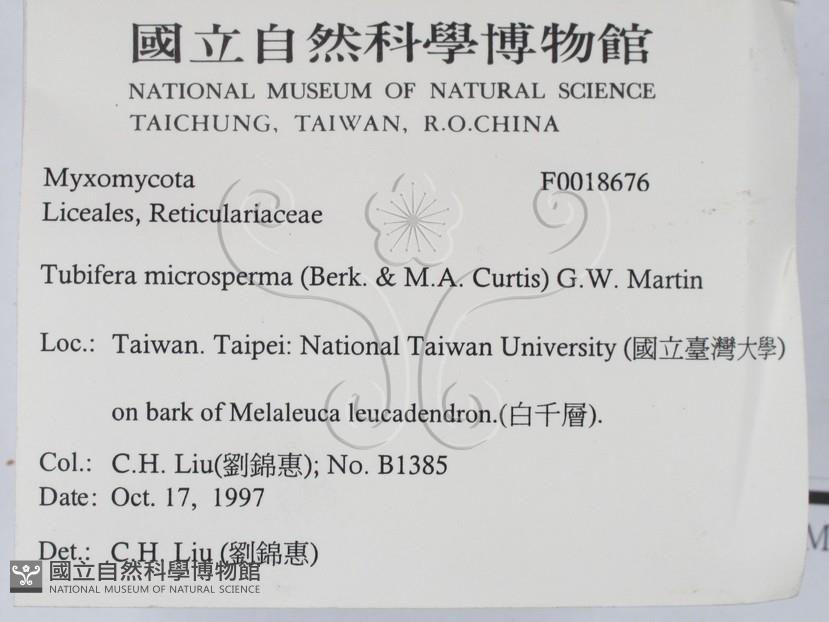 國立自然科學博物館
NATIONAL MUSEUM OF NATURAL SCIENCE
TAICHUNG, TAIWAN, R.O.CHINA
Myxomycota F0018676
Liceales, Reticulariaceae
Tubifera microsperma (Berk. & M.A. Curtis) G.W. Martin
Loc.: Taiwan. Taipei: National Taiwan University (國立臺灣大學)
on bark of Melaleuca leucadendron.(白千層).
Col.: C.H. Liu(劉錦惠); No. B1385
Date: Oct. 17, 1997
Det.: C.H. Liu (劉錦惠)
國立自然科學博物館
NATIONAL MUSEUM OF NATURAL SCIENCE
M